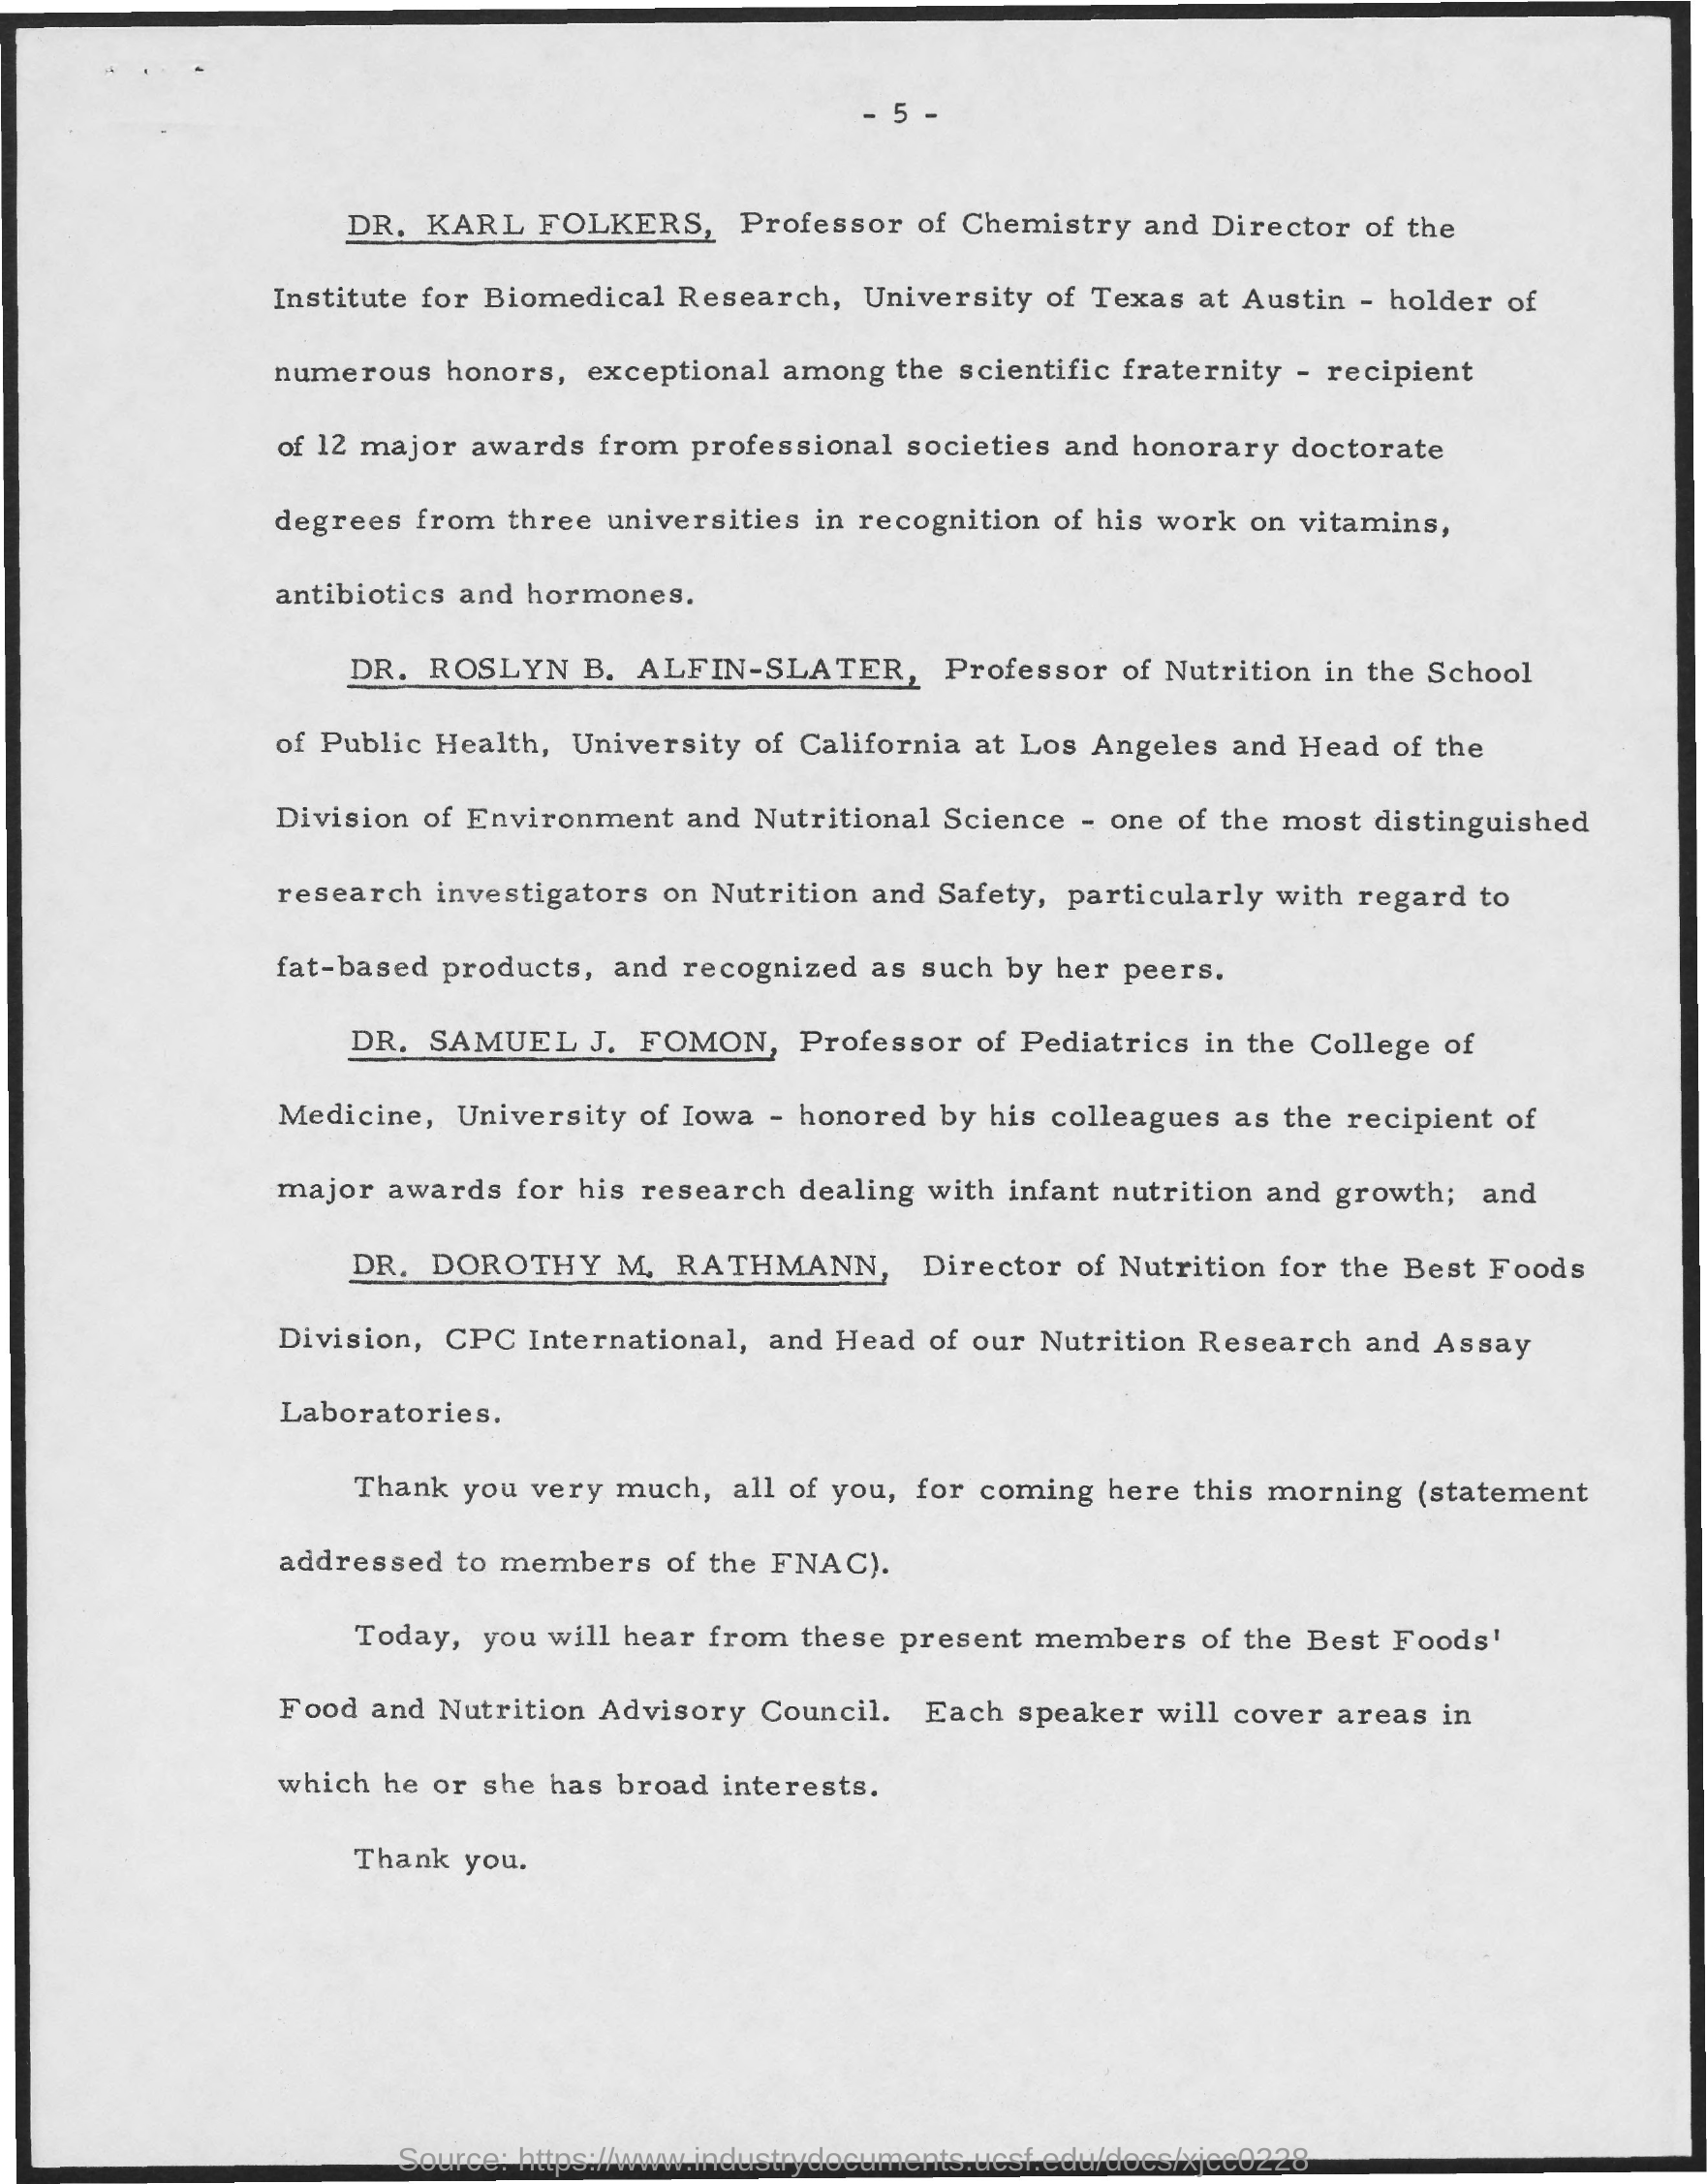 - 5 -
DR. KARL FOLKERS, Professor of Chemistry and Director of the
Institute for Biomedical Research, University of Texas at Austin - holder of
numerous honors, exceptional among the scientific fraternity - recipient
of 12 major awards from professional societies and honorary doctorate
degrees from three universities in recognition of his work on vitamins,
antibiotics and hormones.
DR. ROSLYN B. ALFIN-SLATER, Professor of Nutrition in the School
of Public Health, University of California at Los Angeles and Head of the
Division of Environment and Nutritional Science - one of the most distinguished
research investigators on Nutrition and Safety, particularly with regard to
fat-based products, and recognized as such by her peers.
DR. SAMUEL J. FOMON, Professor of Pediatrics in the College of
Medicine, University of Iowa - honored by his colleagues as the recipient of
major awards for his research dealing with infant nutrition and growth; and
DR. DOROTHY M. RATHMANN, Director of Nutrition for the Best Foods
Division, CPC International, and Head of our Nutrition Research and Assay
Laboratories.
Thank you very much, all of you, for coming here this morning (statement
addressed to members of the FNAC).
Today, you will hear from these present members of the Best Foods'
Food and Nutrition Advisory Council. Each speaker will cover areas in
which he or she has broad interests.
Thank you.
Source: https://www.industrydocuments.ucsf.edu/docs/xjcc0228